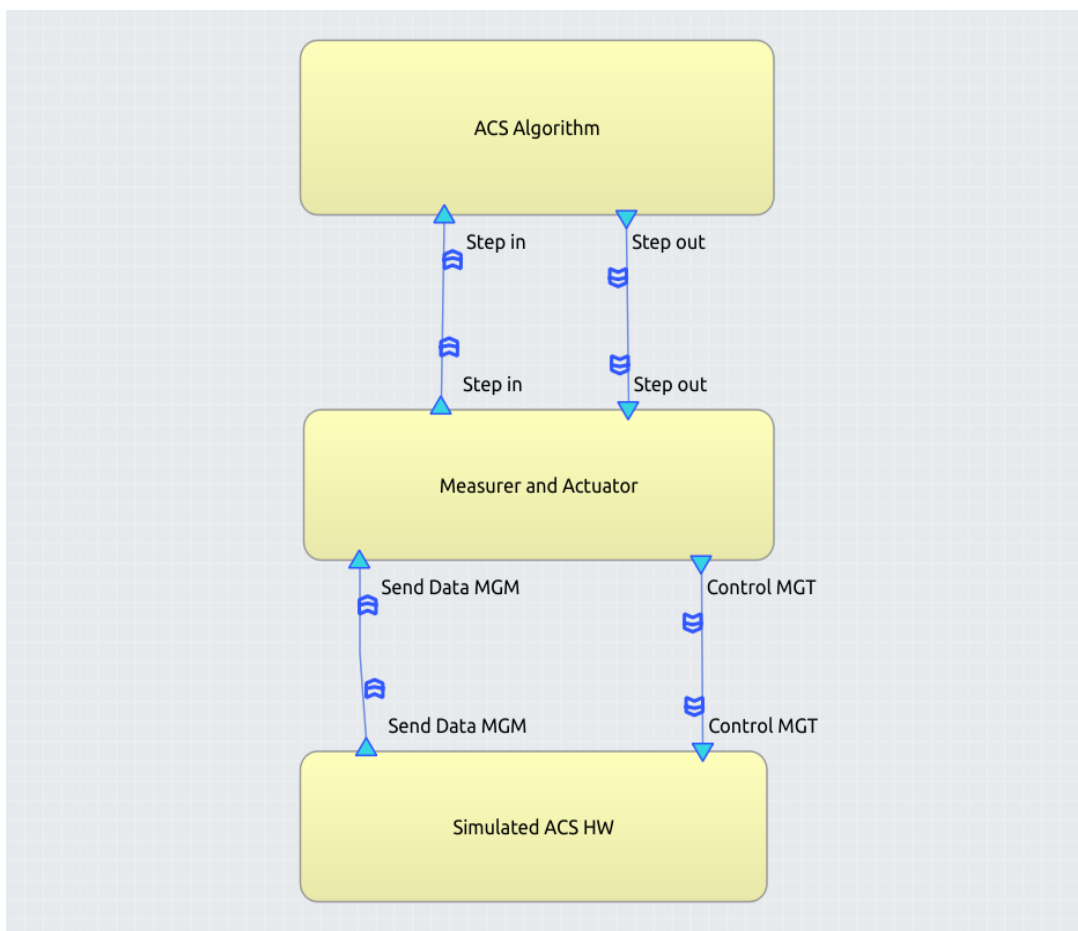 ACS Algorithm
Step in
Step out
Step in
Step out
Measurer and Actuator
Send Data MGM
Control MGT
Send Data MGM
Control MGT
Simulated ACS HW